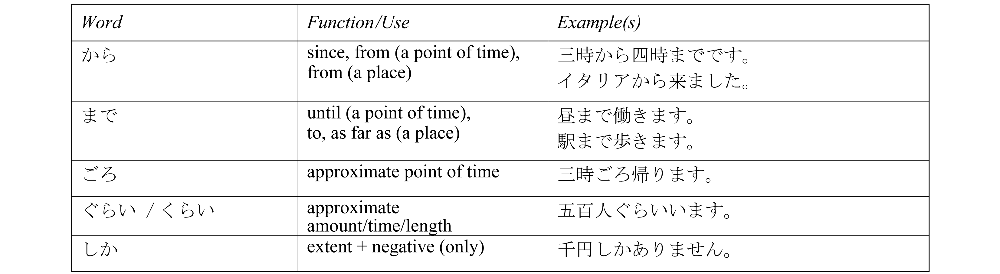 Word Function/Use Example(s)
から since, from (a point of time), 三時から四時までです。
from (a place) イタリアから来ました。
まで until (a point of time), 昼まで働きます。
to, as far as (a place) 駅まで歩きます。
ごろ approximate point of time 三時ごろ帰ります。
ぐらい / くらい approximate 五百人ぐらいいます。
amount/time/length
しか extent + negative (only) 千円しかありません。